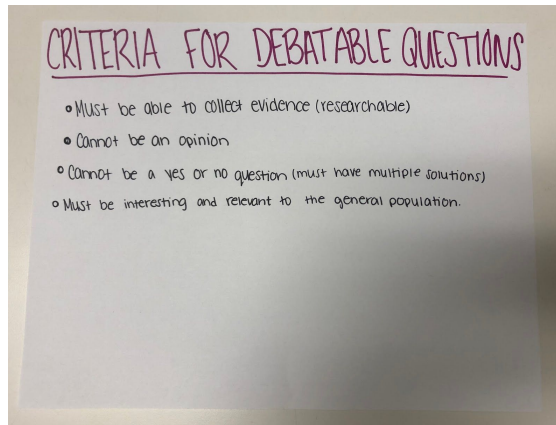 CRITERIA FOR DEBATABLE QUESTIONS
• Must be able to collect evidence (researchable)
• Cannot be an opinion
• Cannot be a yes or no question (must have multiple solutions)
• Must be interesting and relevant to the general population.